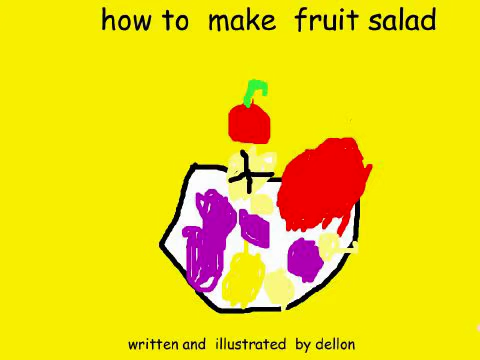 how to make fruit salad
written and illustrated by dellon